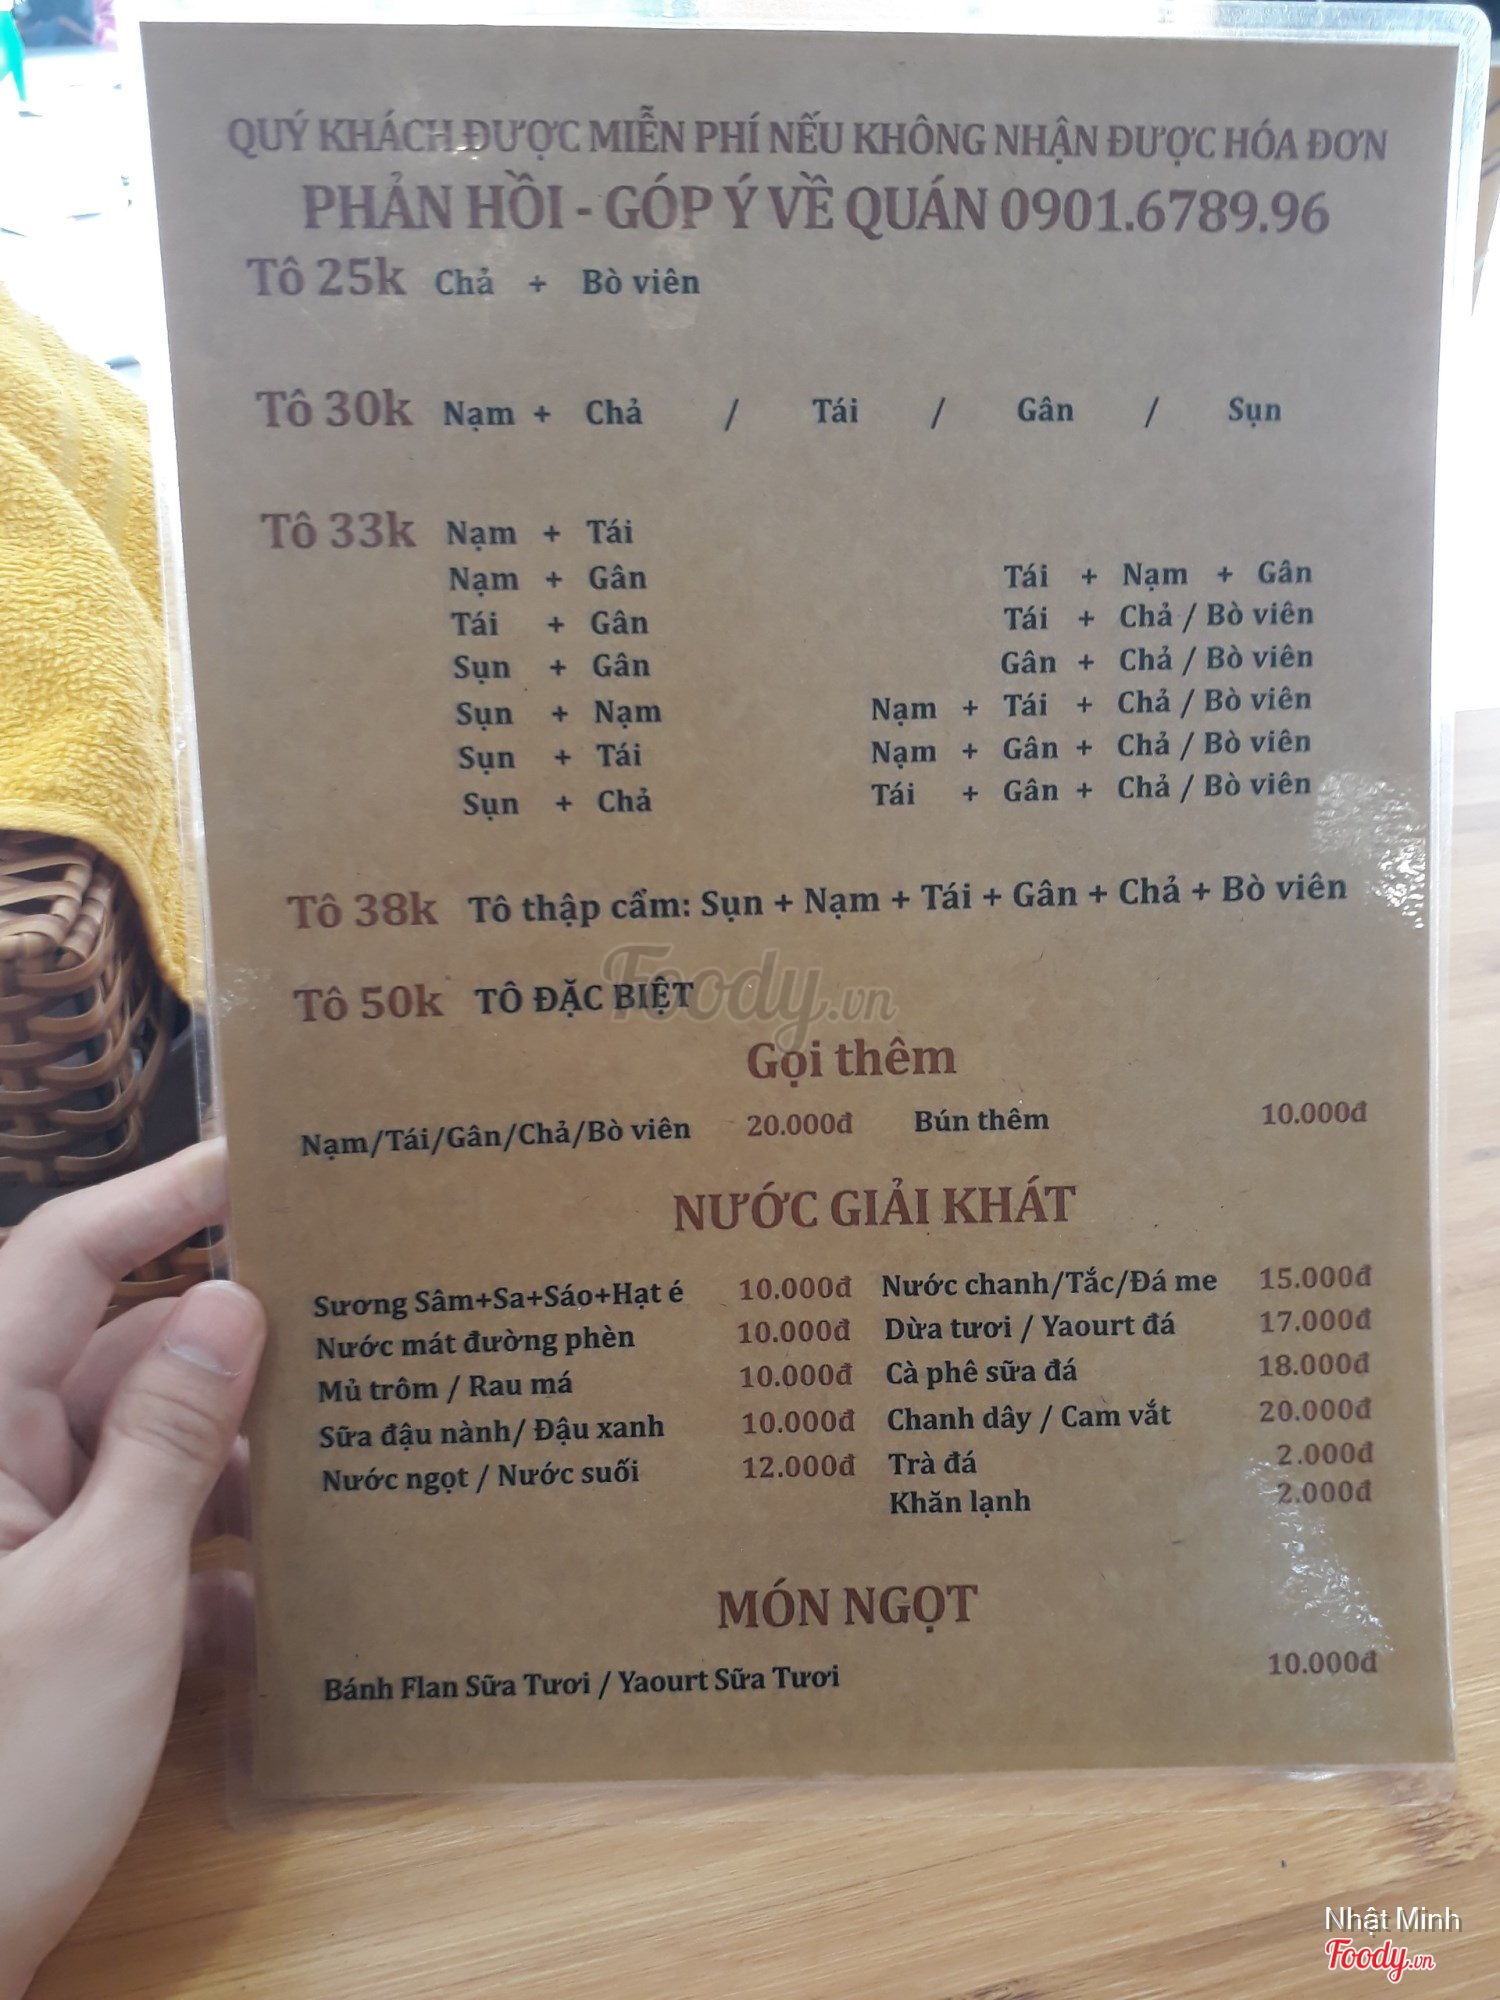 QUÝ KHÁCH ĐƯỢC MIỄN PHÍ NẾU KHÔNG NHẬN ĐƯỢC HÓA ĐƠN
PHẢN HỒI - GÓP Ý VỀ QUÁN 0901.6789.96
Tô 25k Chả + Bò viên
Tô 30k Nạm + Chả / Tái / Gân / Sụn
Tô 33k Nạm + Tái
Nạm + Gân
Tái + Gân
Sụn + Gân
Sụn + Nạm
Sụn + Tái
Sụn + Chả
Tái + Nạm + Gân
Tái + Chả / Bò viên
Gân + Chả / Bò viên
Nạm + Tái + Chả / Bò viên
Nạm + Gân + Chả / Bò viên
Tái + Gân + Chả / Bò viên
Tô 38k Tô thập cẩm: Sụn + Nạm + Tái + Gân + Chả + Bò viên
Tô 50k TÔ ĐẶC BIỆT
Foody.vn
Gọi thêm
Nạm/Tái/Gân/Chả/Bò viên 20.000đ Bún thêm 10.000đ
NƯỚC GIẢI KHÁT
Sương Sâm+Sa+Sáo+Hạt é 10.000đ Nước chanh/Tắc/Đá me 15.000đ
Nước mát đường phèn 10.000đ Dừa tươi / Yaourt đá 17.000đ
Mủ trôm / Rau má 10.000đ Cà phê sữa đá 18.000đ
Sữa đậu nành/ Đậu xanh 10.000đ Chanh dây / Cam vắt 20.000đ
Nước ngọt / Nước suối 12.000đ Trà đá 2.000đ
Khăn lạnh 2.000đ
MÓN NGỌT
Bánh Flan Sữa Tươi / Yaourt Sữa Tươi 10.000đ
Nhật Minh
Foody.vn